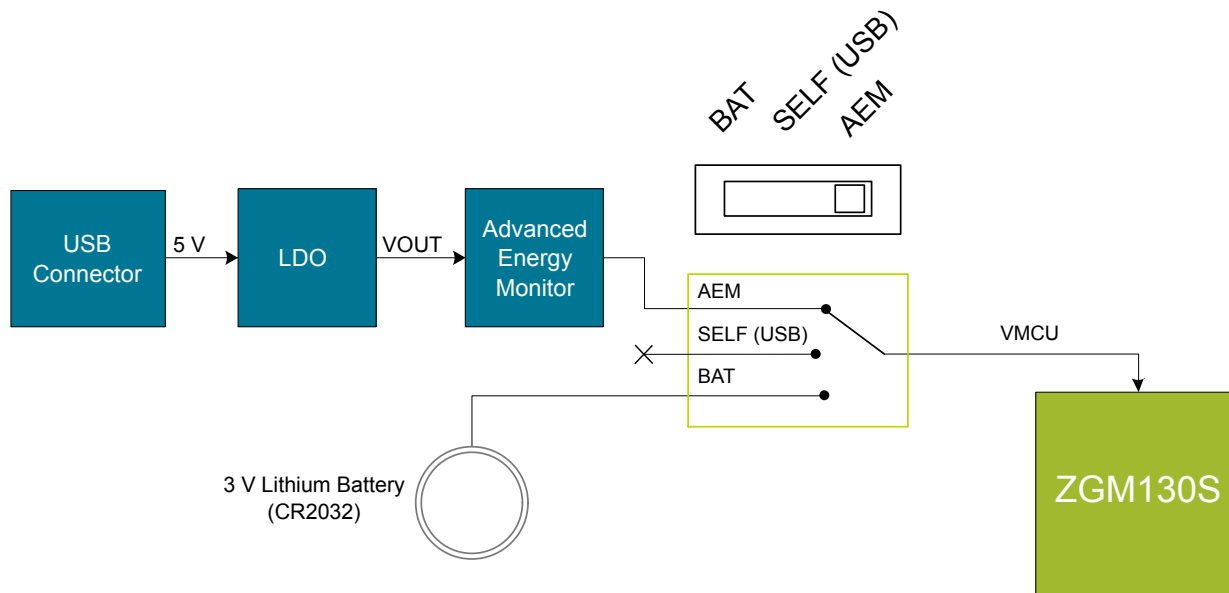 BAT
SELF (USB)
AEM
USB
Connector
5 V
LDO
VOUT
Advanced
Energy
Monitor
AEM
SELF (USB)
BAT
VMCU
3 V Lithium Battery
(CR2032)
ZGM130S